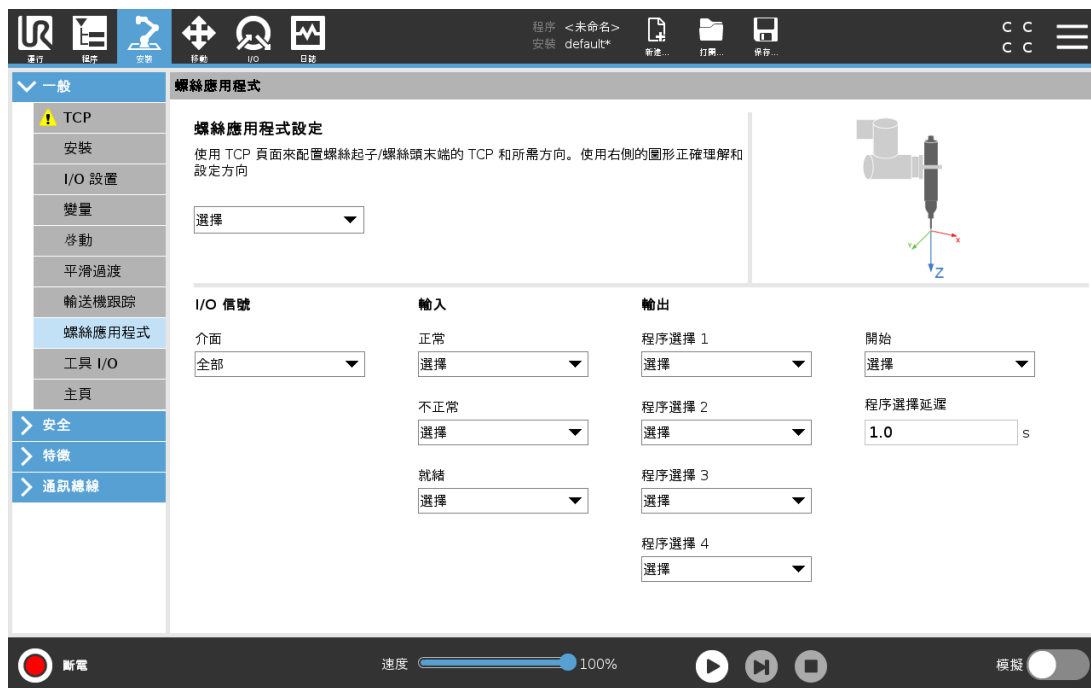 程序 <未命名>
安裝 default*
運行
程序
安裝
移動
I/O
日誌
新建...
打開...
保存...
C C
C C
一般
TCP
安裝
I/O 設置
變量
啓動
平滑過渡
輸送機跟踪
螺絲應用程式
工具 I/O
主頁
安全
特徵
通訊總線
螺絲應用程式
螺絲應用程式設定
使用 TCP 頁面來配置螺絲起子/螺絲頭末端的 TCP 和所需方向。使用右側的圖形正確理解和
設定方向
選擇
Y
X
Z
I/O 信號
介面
全部
輸入
正常
選擇
不正常
選擇
就緒
選擇
輸出
程序選擇 1
選擇
程序選擇 2
選擇
程序選擇 3
選擇
程序選擇 4
選擇
開始
選擇
程序選擇延遲
1.0 s
斷電
速度 100%
模擬